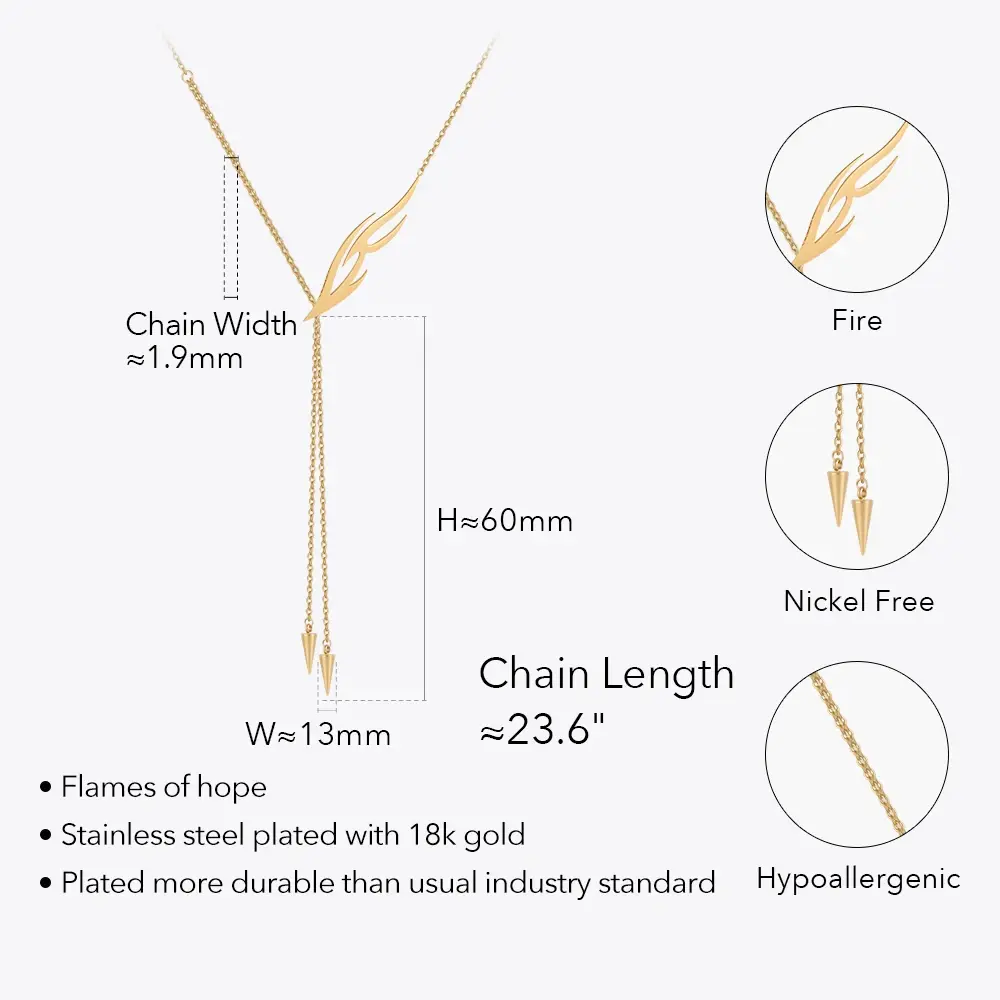 Chain Width
≈1.9mm
Fire
H≈60mm
Nickel Free
Chain Length
≈23.6"
W≈13mm
• Flames of hope
• Stainless steel plated with 18k gold
• Plated more durable than usual industry standard
Hypoallergenic